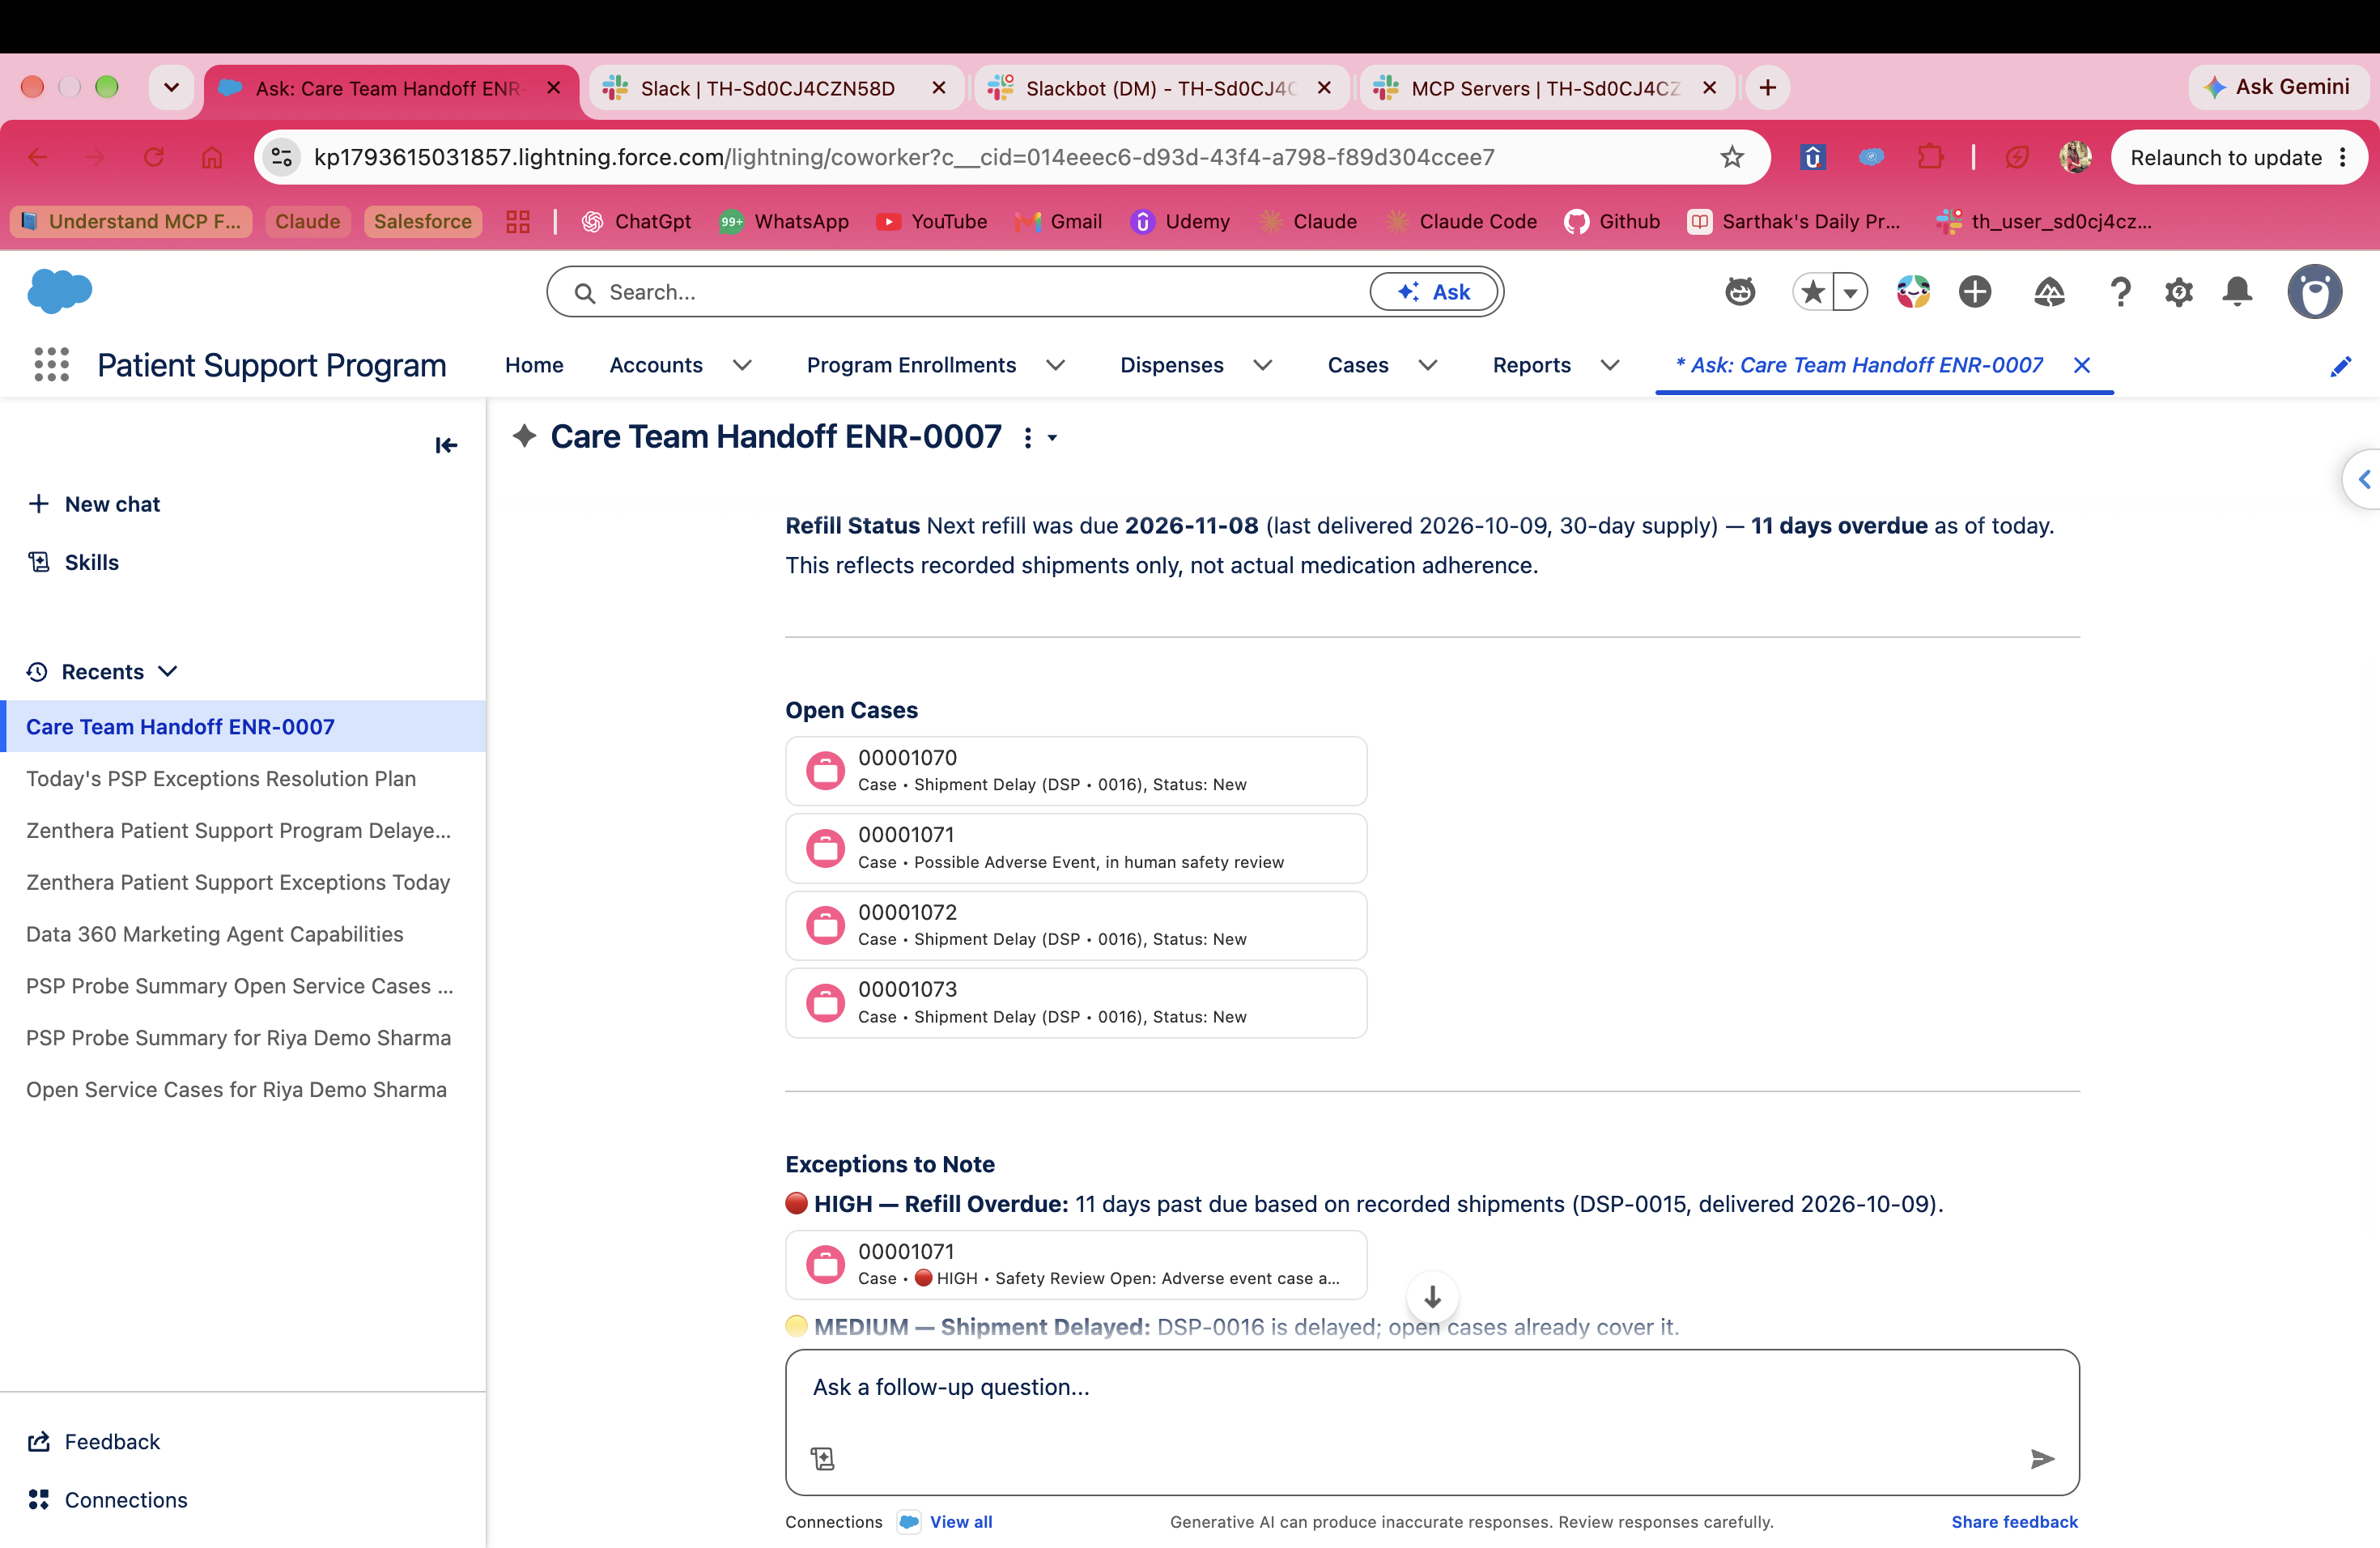 Ask: Care Team Handoff ENR-
Slack | TH-Sd0CJ4CZN58D
Slackbot (DM) - TH-Sd0CJ4C
MCP Servers | TH-Sd0CJ4CZ
Ask Gemini
kp1793615031857.lightning.force.com/lightning/coworker?c__cid=014eeec6-d93d-43f4-a798-f89d304ccee7
Relaunch to update
Understand MCP F...
Claude
Salesforce
ChatGpt
99+
WhatsApp
YouTube
Gmail
Udemy
Claude
Claude Code
Github
Sarthak's Daily Pr...
th_user_sd0cj4cz...
Search...
Ask
Patient Support Program
Home
Accounts
Program Enrollments
Dispenses
Cases
Reports
* Ask: Care Team Handoff ENR-0007
New chat
Skills
Recents
Care Team Handoff ENR-0007
Today's PSP Exceptions Resolution Plan
Zenthera Patient Support Program Delaye...
Zenthera Patient Support Exceptions Today
Data 360 Marketing Agent Capabilities
PSP Probe Summary Open Service Cases ...
PSP Probe Summary for Riya Demo Sharma
Open Service Cases for Riya Demo Sharma
Feedback
Connections
Care Team Handoff ENR-0007
Refill Status Next refill was due 2026-11-08 (last delivered 2026-10-09, 30-day supply) — 11 days overdue as of today.
This reflects recorded shipments only, not actual medication adherence.
Open Cases
00001070
Case • Shipment Delay (DSP • 0016), Status: New
00001071
Case • Possible Adverse Event, in human safety review
00001072
Case • Shipment Delay (DSP • 0016), Status: New
00001073
Case • Shipment Delay (DSP • 0016), Status: New
Exceptions to Note
HIGH — Refill Overdue: 11 days past due based on recorded shipments (DSP-0015, delivered 2026-10-09).
00001071
Case • HIGH • Safety Review Open: Adverse event case a...
MEDIUM — Shipment Delayed: DSP-0016 is delayed; open cases already cover it.
Ask a follow-up question...
Connections
View all
Generative AI can produce inaccurate responses. Review responses carefully.
Share feedback